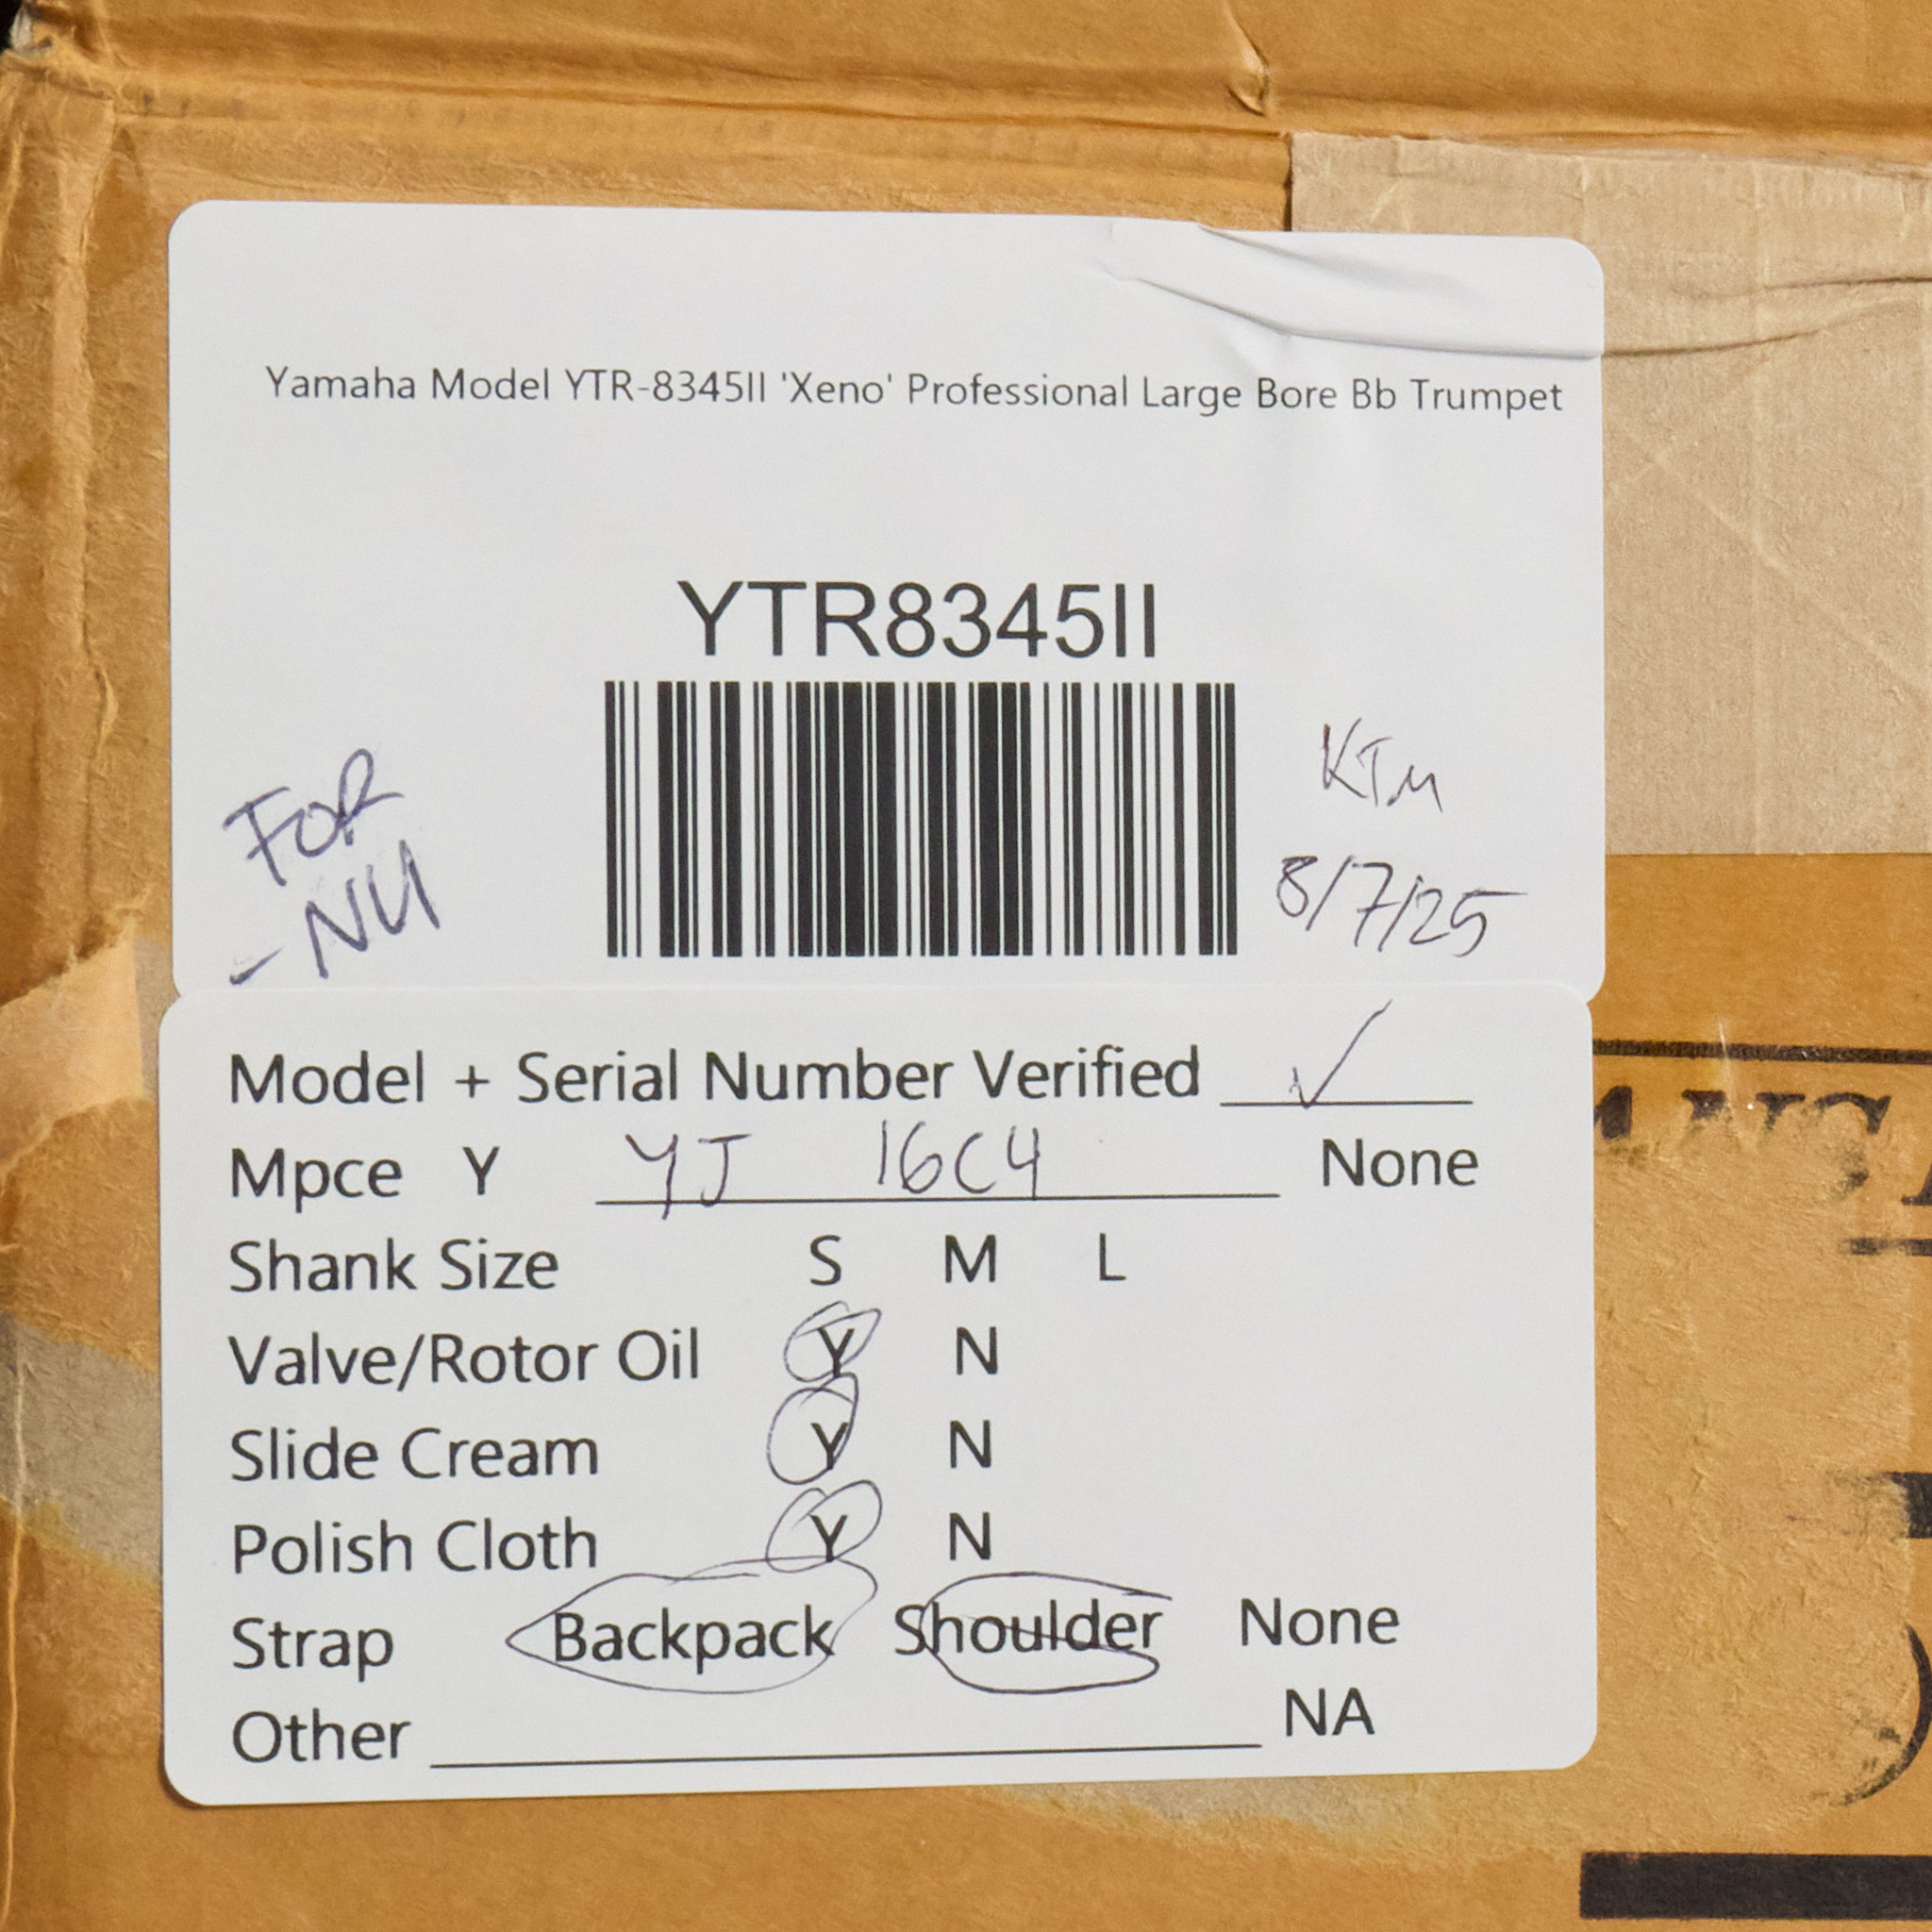 Yamaha Model YTR-8345II 'Xeno' Professional Large Bore Bb Trumpet
YTR8345II
FOR
-NU
KTM
8/7/25
Model + Serial Number Verified ✓
Mpce Y YJ 16C4 None
Shank Size S M L
Valve/Rotor Oil Y N
Slide Cream Y N
Polish Cloth Y N
Strap Backpack Shoulder None
Other NA